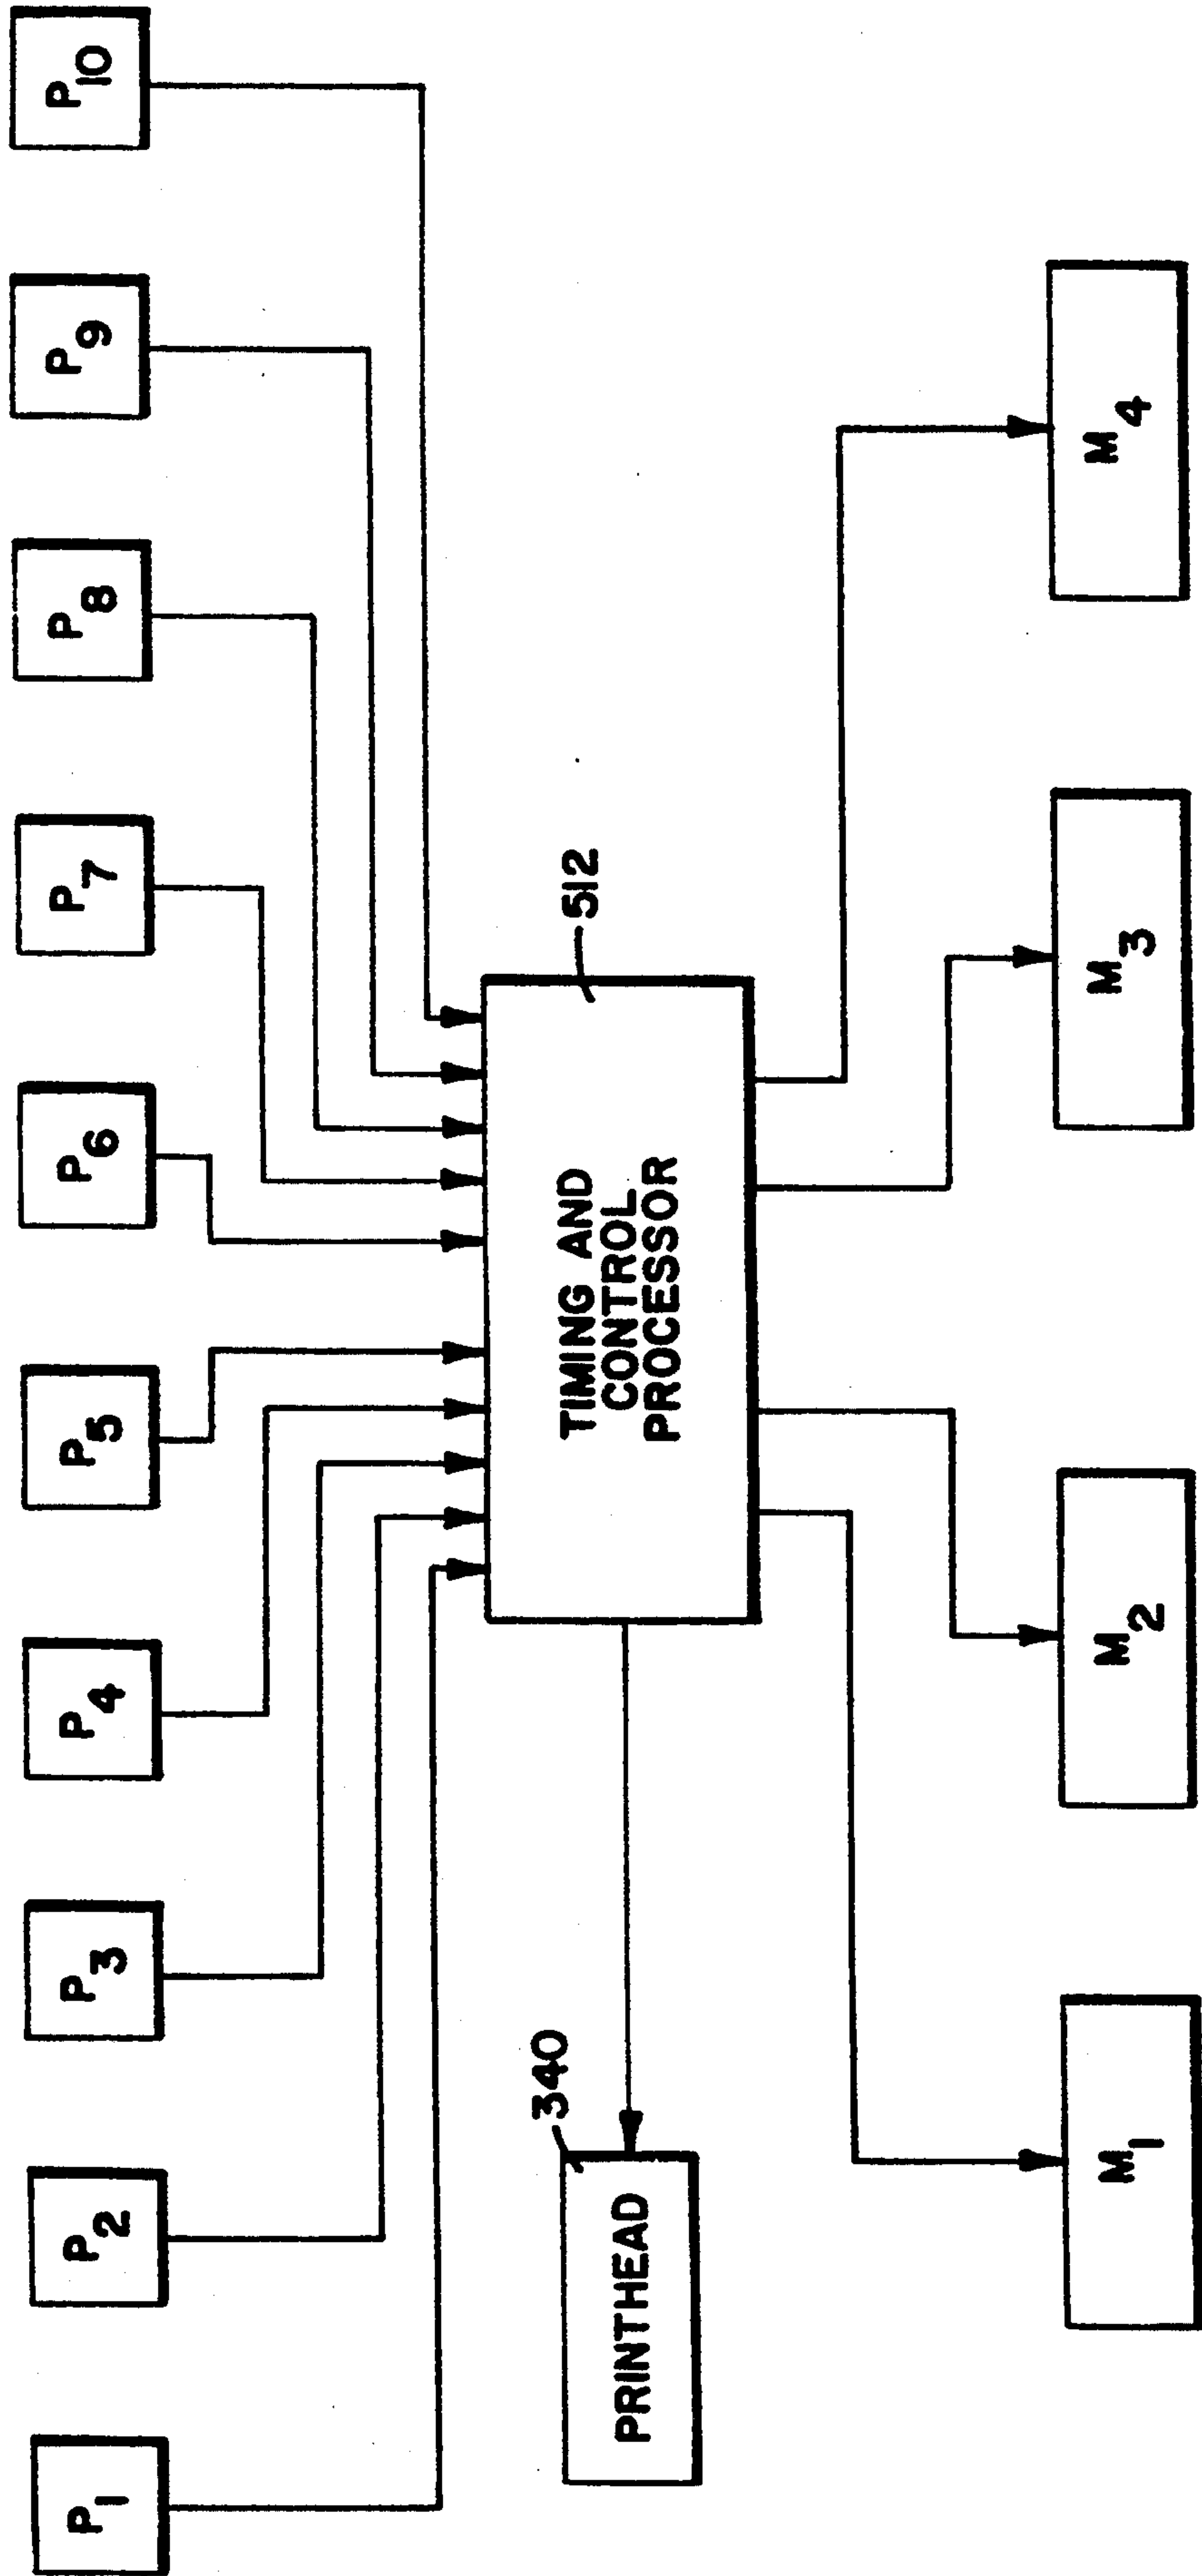 P1
P2
P3
P4
P5
P6
P7
P8
P9
P10
512
TIMING AND
CONTROL
PROCESSOR
340
PRINTHEAD
M1
M2
M3
M4